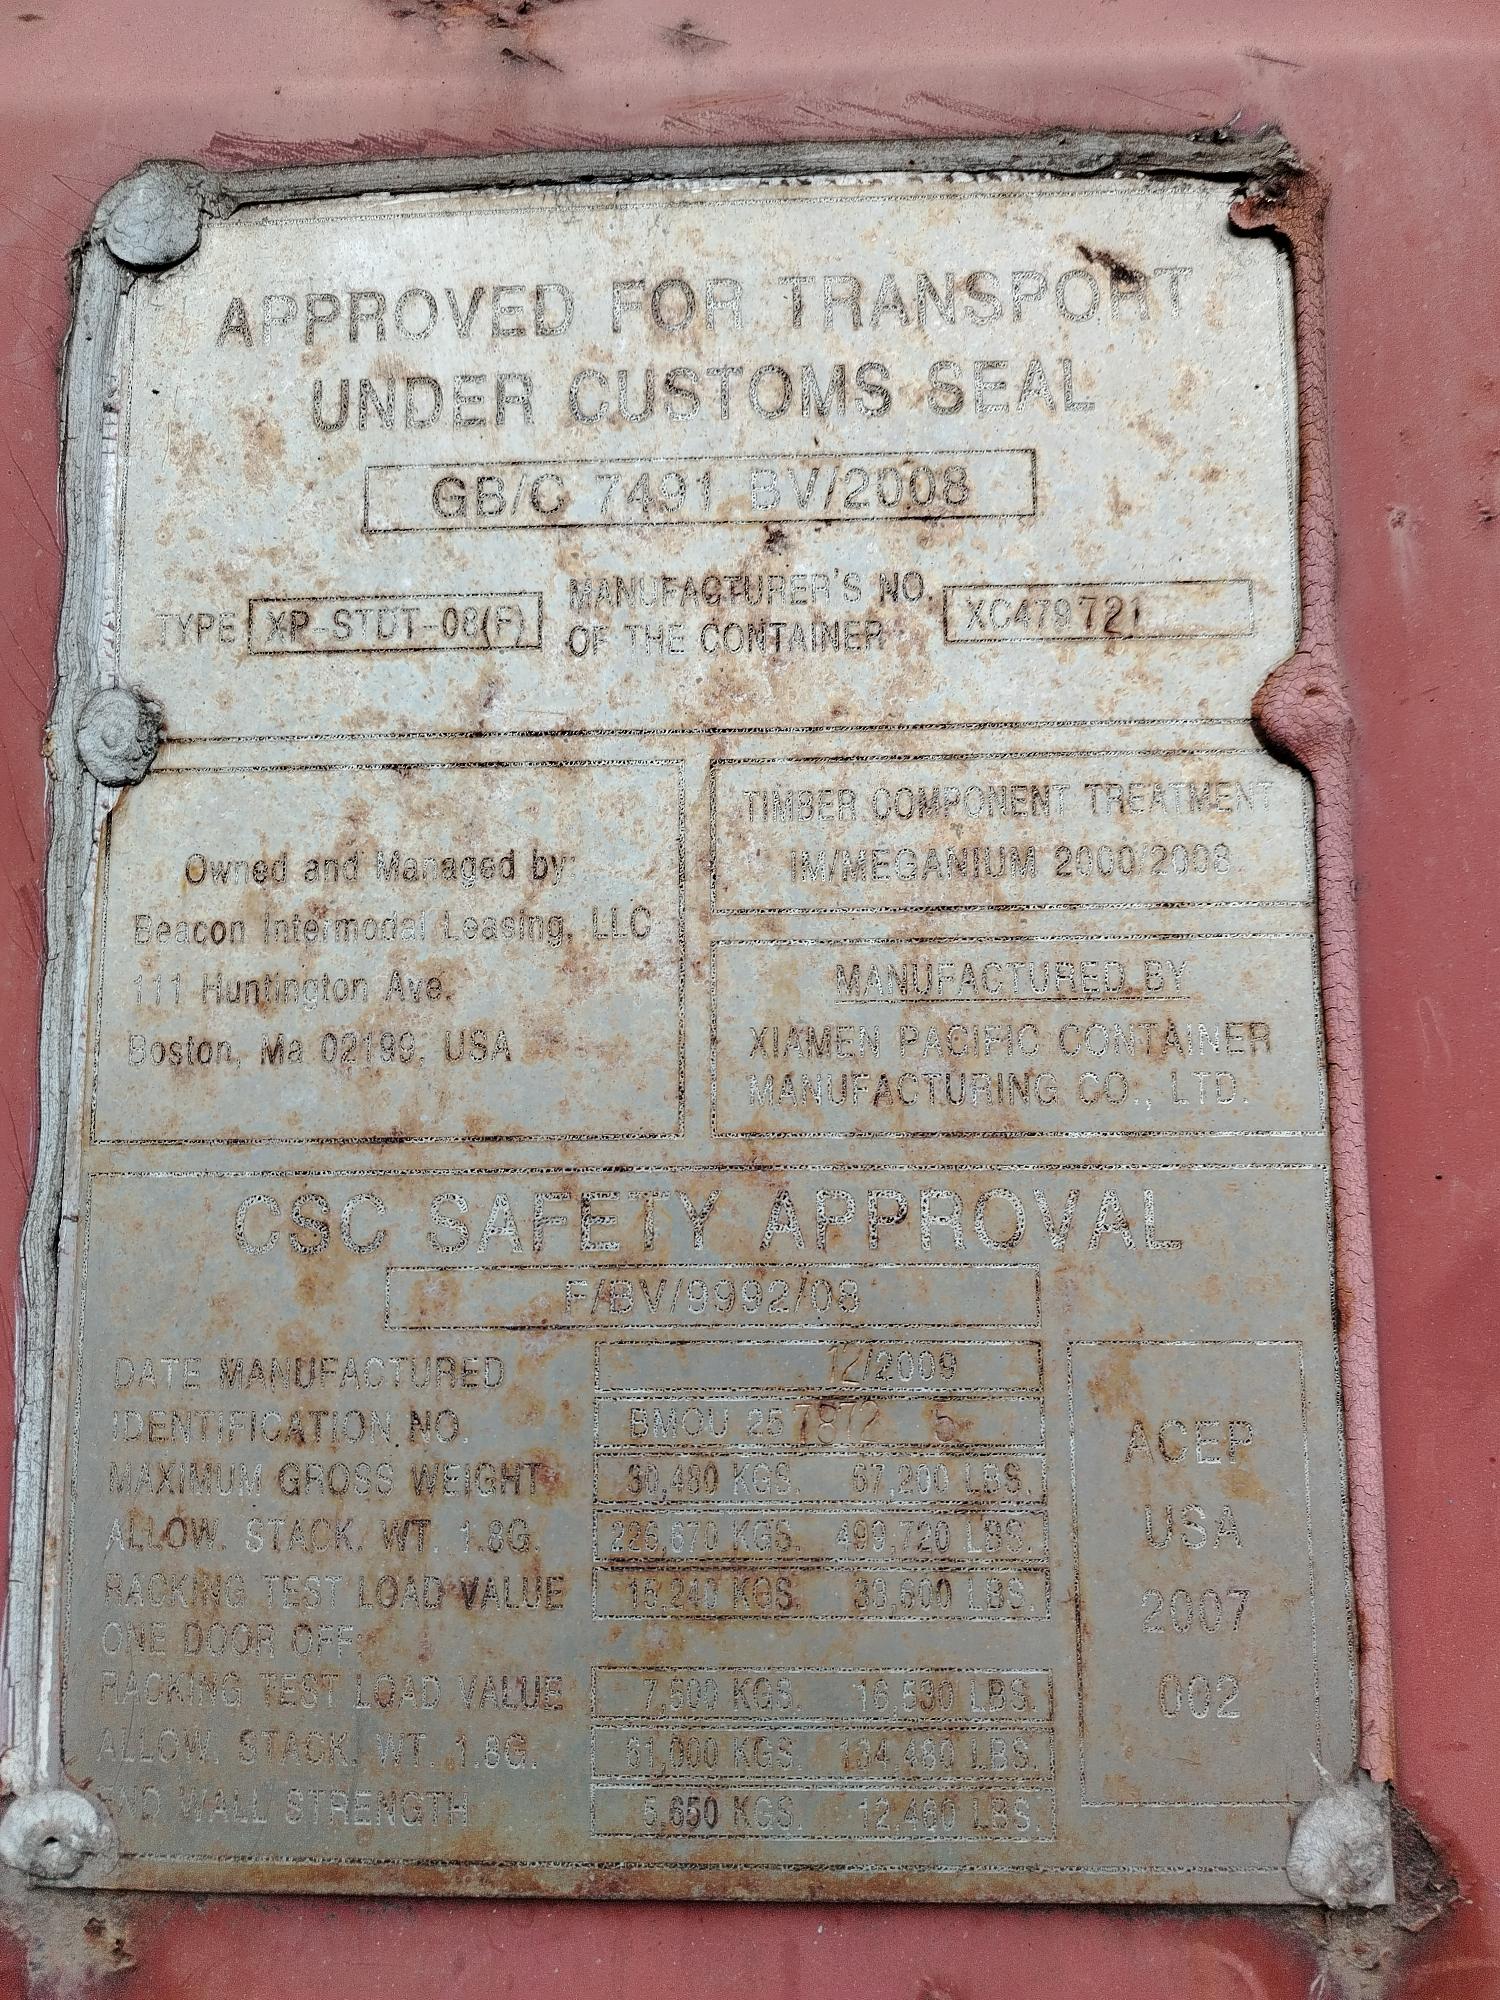 APPROVED FOR TRANSPORT
UNDER CUSTOMS SEAL
GB/C 7491 BV/2008
TYPE XP-STDT-08(F) MANUFACTURER'S NO. OF THE CONTAINER XC479721
Owned and Managed by:
Beacon Intermodal Leasing, LLC
111 Huntington Ave.
Boston, Ma 02199, USA
TIMBER COMPONENT TREATMENT
IM/MEGANIUM 2000/2008
MANUFACTURED BY
XIAMEN PACIFIC CONTAINER
MANUFACTURING CO., LTD.
CSC SAFETY APPROVAL
F/BV/9992/08
DATE MANUFACTURED 12/2009
IDENTIFICATION NO. BMOU 257872 5
MAXIMUM GROSS WEIGHT 30,480 KGS. 67,200 LBS.
ALLOW. STACK. WT. 1.8G. 226,670 KGS. 499,720 LBS.
RACKING TEST LOAD VALUE 15,240 KGS. 33,600 LBS.
ONE DOOR OFF:
RACKING TEST LOAD VALUE 7,500 KGS. 16,530 LBS.
ALLOW. STACK. WT. 1.8G. 61,000 KGS. 134,480 LBS.
END WALL STRENGTH 5,650 KGS. 12,460 LBS.
ACEP
USA
2007
002